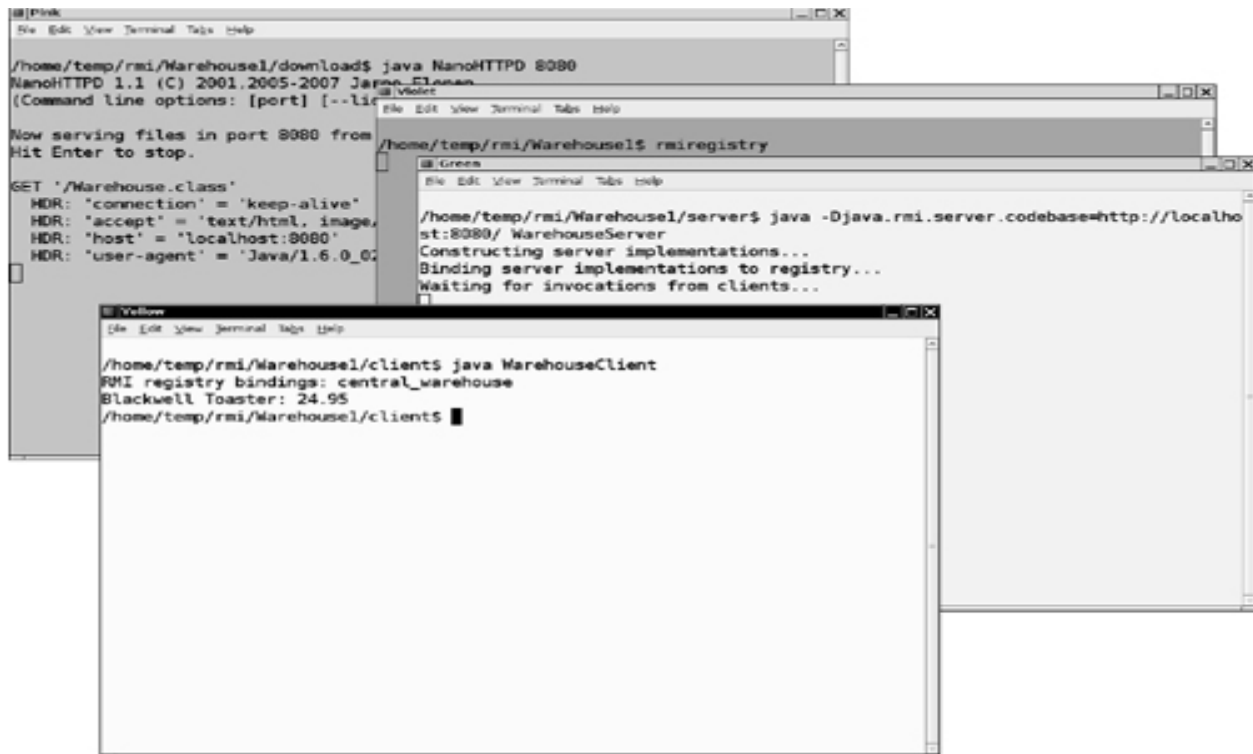 Pink
File Edit View Terminal Tabs Help
/home/temp/rmi/Warehouse1/download$ java NanoHTTPD 8080
NanoHTTPD 1.1 (C) 2001,2005-2007 Jarno Elonen
(Command line options: [port] [--lic
Now serving files in port 8080 from
Hit Enter to stop.
GET '/Warehouse.class'
HDR: 'connection' = 'keep-alive'
HDR: 'accept' = 'text/html, image,
HDR: 'host' = 'localhost:8080'
HDR: 'user-agent' = 'Java/1.6.0_02
Violet
File Edit View Terminal Tabs Help
/home/temp/rmi/Warehouse1$ rmiregistry
Green
File Edit View Terminal Tabs Help
/home/temp/rmi/Warehouse1/server$ java -Djava.rmi.server.codebase=http://localho
st:8080/ WarehouseServer
Constructing server implementations...
Binding server implementations to registry...
Waiting for invocations from clients...
Yellow
File Edit View Terminal Tabs Help
/home/temp/rmi/Warehouse1/client$ java WarehouseClient
RMI registry bindings: central_warehouse
Blackwell Toaster: 24.95
/home/temp/rmi/Warehouse1/client$